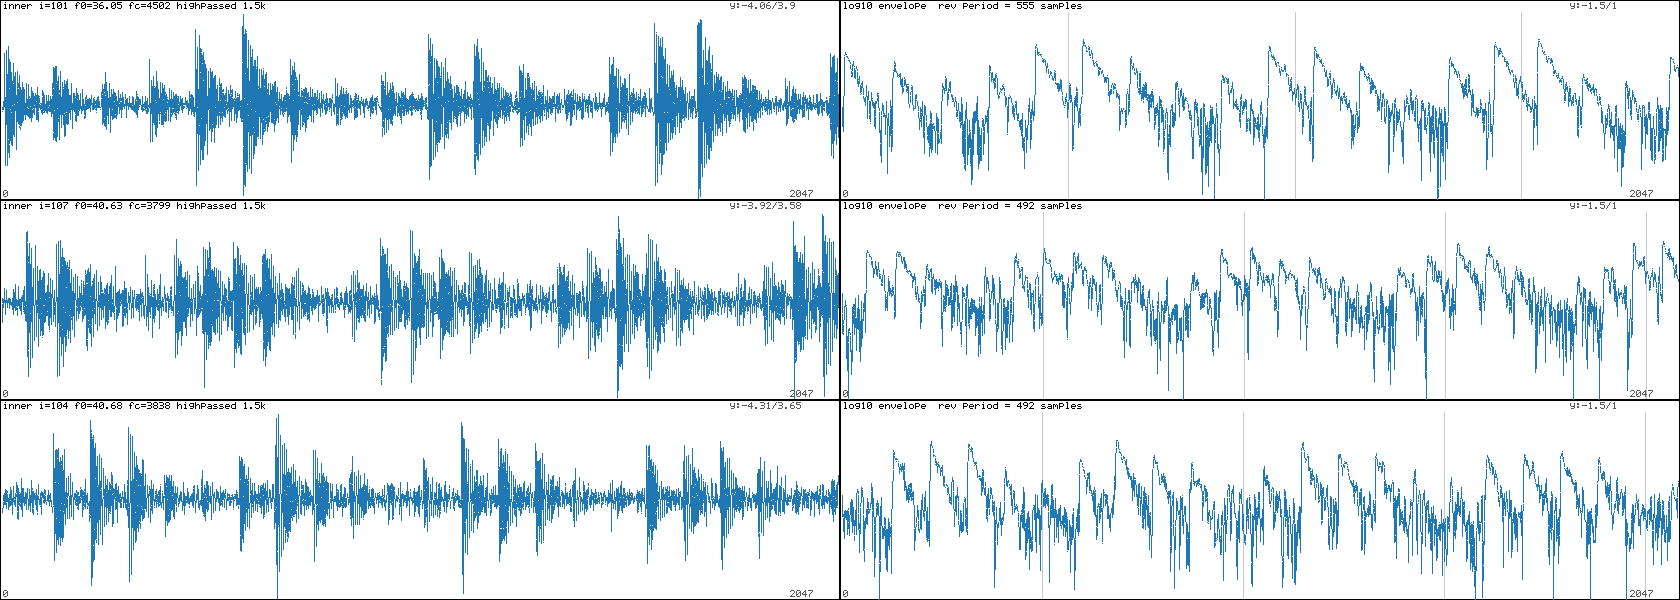 inner i=101 f0=36.05 fc=4502 highPassed 1.5k
y:-4.06/3.9
log10 enveloPe rev Period = 555 samPles
y:-1.5/1
0
2047
0
2047
inner i=107 f0=40.63 fc=3799 highPassed 1.5k
y:-3.92/3.58
log10 enveloPe rev Period = 492 samPles
y:-1.5/1
0
2047
0
2047
inner i=104 f0=40.68 fc=3838 highPassed 1.5k
y:-4.31/3.65
log10 enveloPe rev Period = 492 samPles
y:-1.5/1
0
2047
0
2047